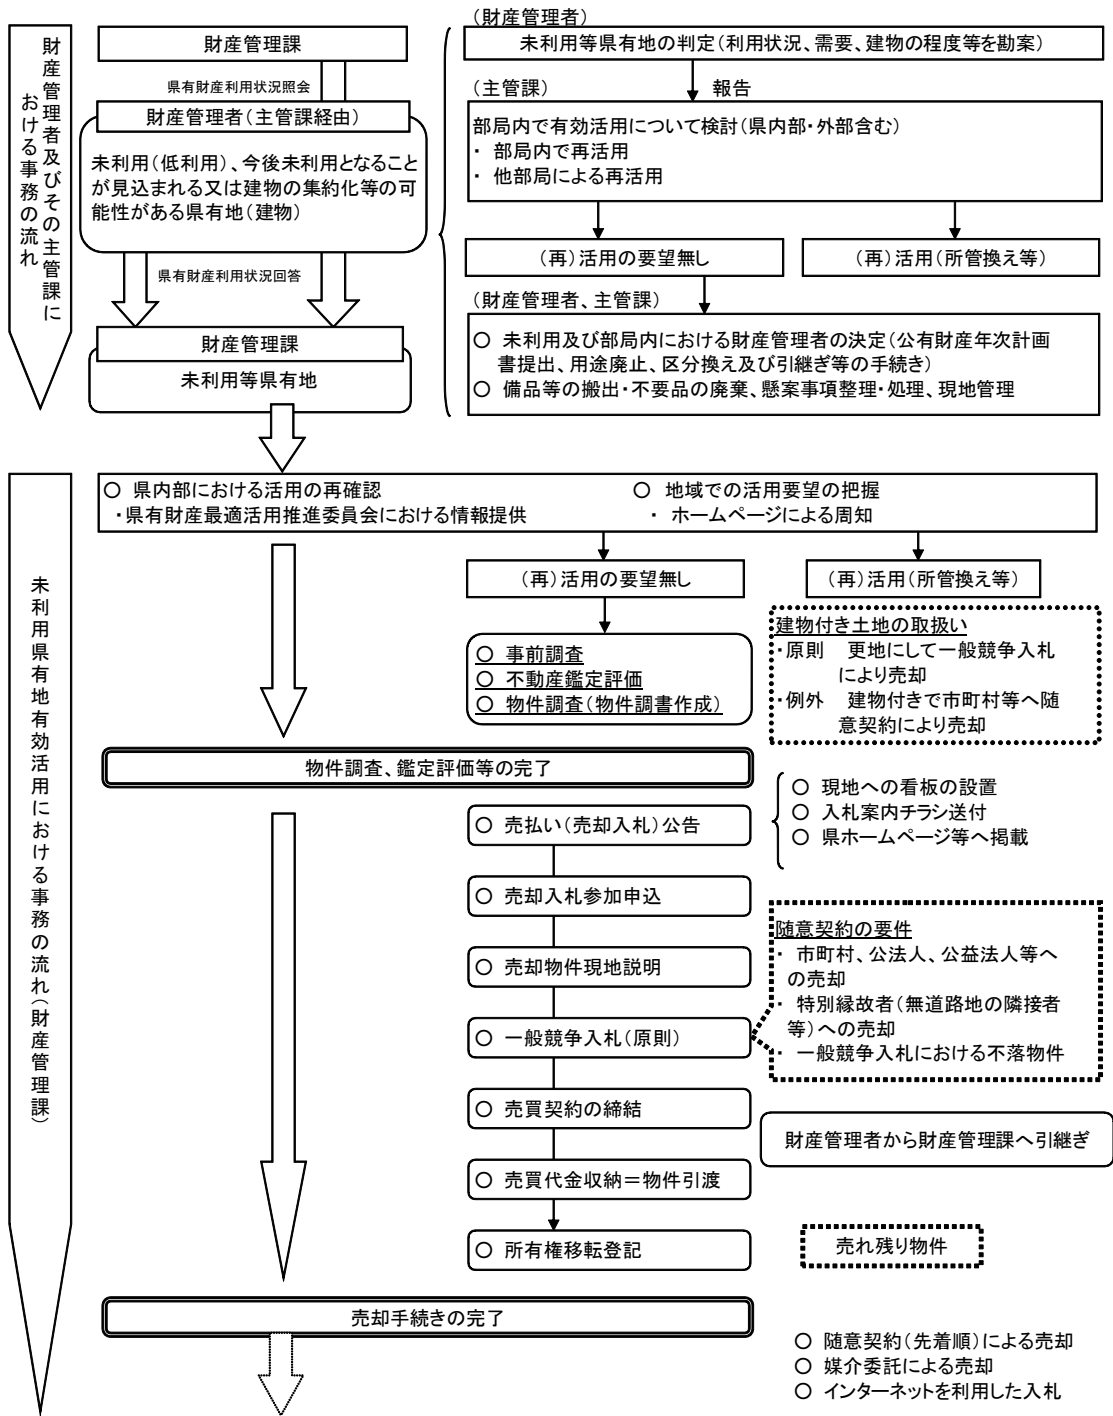 財産管理者及びその主管課に
おける事務の流れ
財産管理課
県有財産利用状況照会
財産管理者(主管課経由)
未利用(低利用)、今後未利用となること
が見込まれる又は建物の集約化等の可
能性がある県有地(建物)
県有財産利用状況回答
財産管理課
未利用等県有地
(財産管理者)
未利用等県有地の判定(利用状況、需要、建物の程度等を勘案)
(主管課) 報告
部局内で有効活用について検討(県内部・外部含む)
・ 部局内で再活用
・ 他部局による再活用
(再)活用の要望無し
(再)活用(所管換え等)
(財産管理者、主管課)
○ 未利用及び部局内における財産管理者の決定(公有財産年次計画
書提出、用途廃止、区分換え及び引継ぎ等の手続き)
○ 備品等の搬出・不要品の廃棄、懸案事項整理・処理、現地管理
未利用県有地有効活用における事務の流れ(財産管理課)
○ 県内部における活用の再確認
・県有財産最適活用推進委員会における情報提供
○ 地域での活用要望の把握
・ ホームページによる周知
(再)活用の要望無し
(再)活用(所管換え等)
○ 事前調査
○ 不動産鑑定評価
○ 物件調査(物件調書作成)
建物付き土地の取扱い
・原則 更地にして一般競争入札
により売却
・例外 建物付きで市町村等へ随
意契約により売却
物件調査、鑑定評価等の完了
○ 売払い(売却入札)公告
○ 現地への看板の設置
○ 入札案内チラシ送付
○ 県ホームページ等へ掲載
○ 売却入札参加申込
○ 売却物件現地説明
○ 一般競争入札(原則)
随意契約の要件
・ 市町村、公法人、公益法人等へ
の売却
・ 特別縁故者(無道路地の隣接者
等)への売却
・ 一般競争入札における不落物件
○ 売買契約の締結
財産管理者から財産管理課へ引継ぎ
○ 売買代金収納=物件引渡
○ 所有権移転登記
売れ残り物件
売却手続きの完了
○ 随意契約(先着順)による売却
○ 媒介委託による売却
○ インターネットを利用した入札